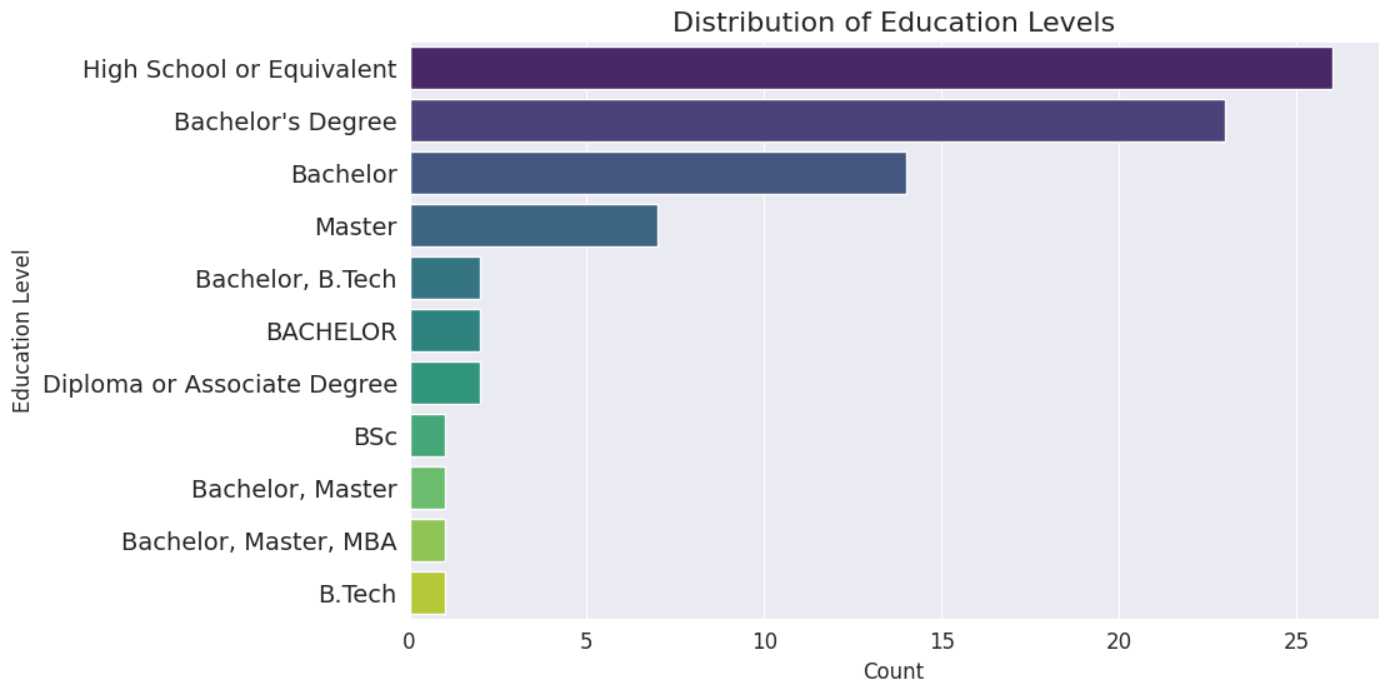 Distribution of Education Levels
High School or Equivalent
Bachelor's Degree
Bachelor
Master
Bachelor, B.Tech
BACHELOR
Diploma or Associate Degree
BSc
Bachelor, Master
Bachelor, Master, MBA
B.Tech
Education Level
0 5 10 15 20 25
Count